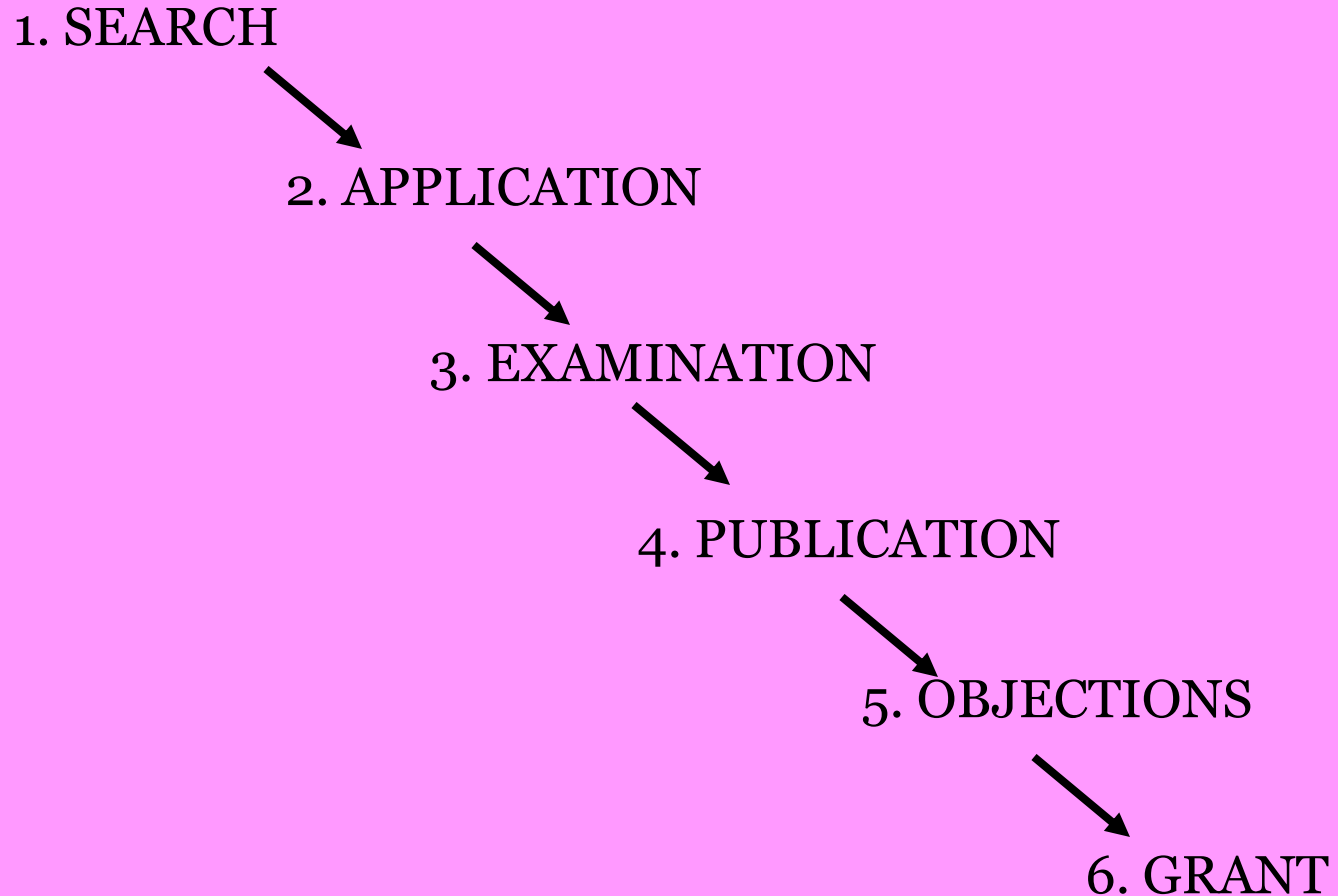 1. SEARCH
2. APPLICATION
3. EXAMINATION
4. PUBLICATION
5. OBJECTIONS
6. GRANT